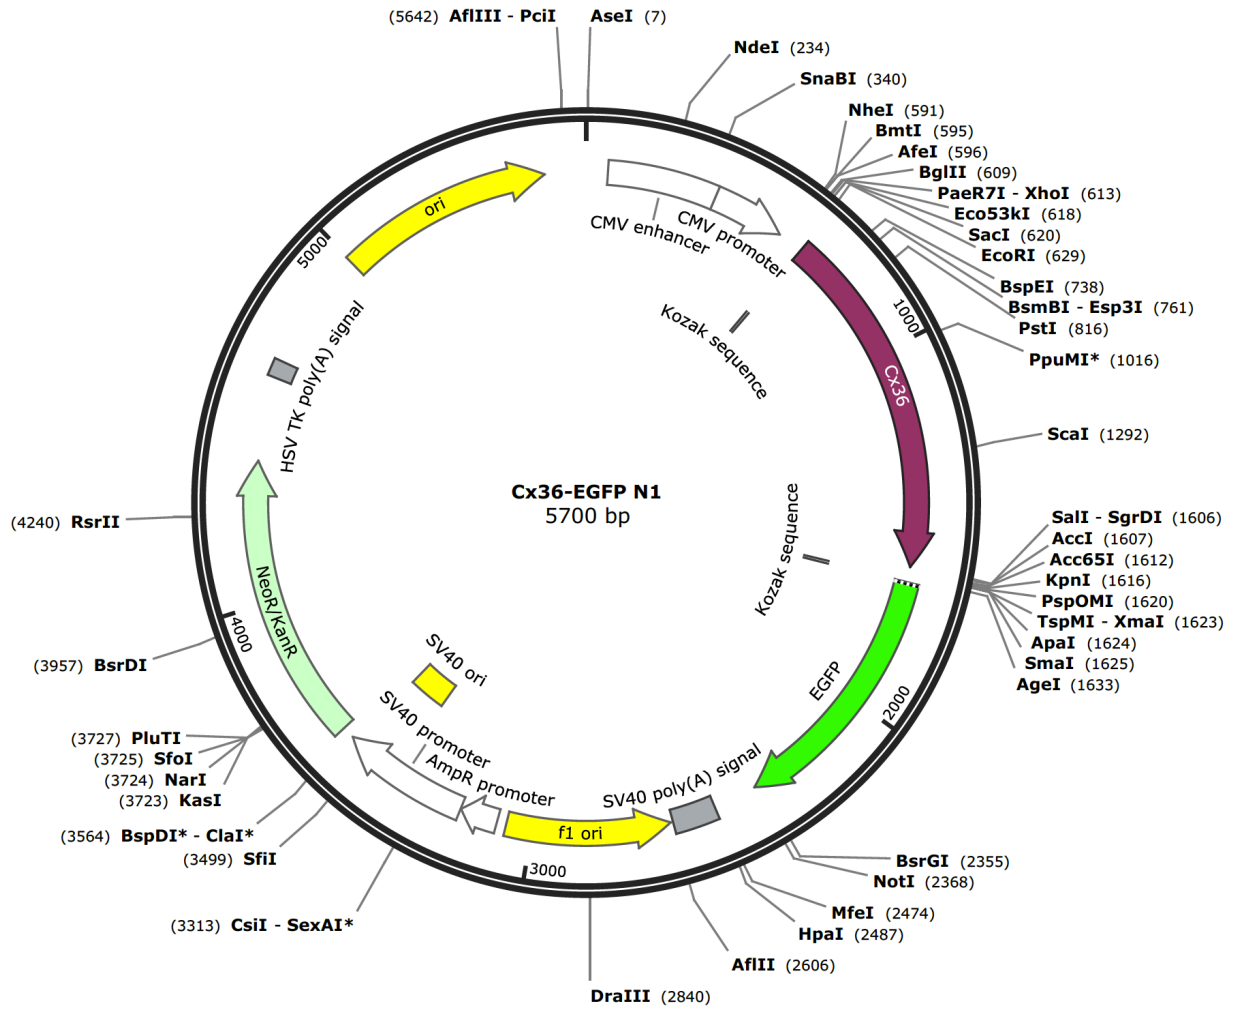 (5642) AflIII - PciI
AseI (7)
NdeI (234)
SnaBI (340)
NheI (591)
BmtI (595)
AfeI (596)
BglII (609)
PaeR7I - XhoI (613)
Eco53kI (618)
SacI (620)
EcoRI (629)
BspEI (738)
BsmBI - Esp3I (761)
PstI (816)
PpuMI* (1016)
ScaI (1292)
SalI - SgrDI (1606)
AccI (1607)
Acc65I (1612)
KpnI (1616)
PspOMI (1620)
TspMI - XmaI (1623)
ApaI (1624)
SmaI (1625)
AgeI (1633)
BsrGI (2355)
NotI (2368)
MfeI (2474)
HpaI (2487)
AflII (2606)
DraIII (2840)
(3313) CsiI - SexAI*
(3499) SfiI
(3564) BspDI* - ClaI*
(3723) KasI
(3724) NarI
(3725) SfoI
(3727) PluTI
(3957) BsrDI
(4240) RsrII
1000
2000
3000
4000
5000
ori
CMV enhancer
CMV promoter
Kozak sequence
Cx36
Kozak sequence
EGFP
SV40 poly(A) signal
f1 ori
AmpR promoter
SV40 promoter
SV40 ori
NeoR/KanR
HSV TK poly(A) signal
Cx36-EGFP N1
5700 bp